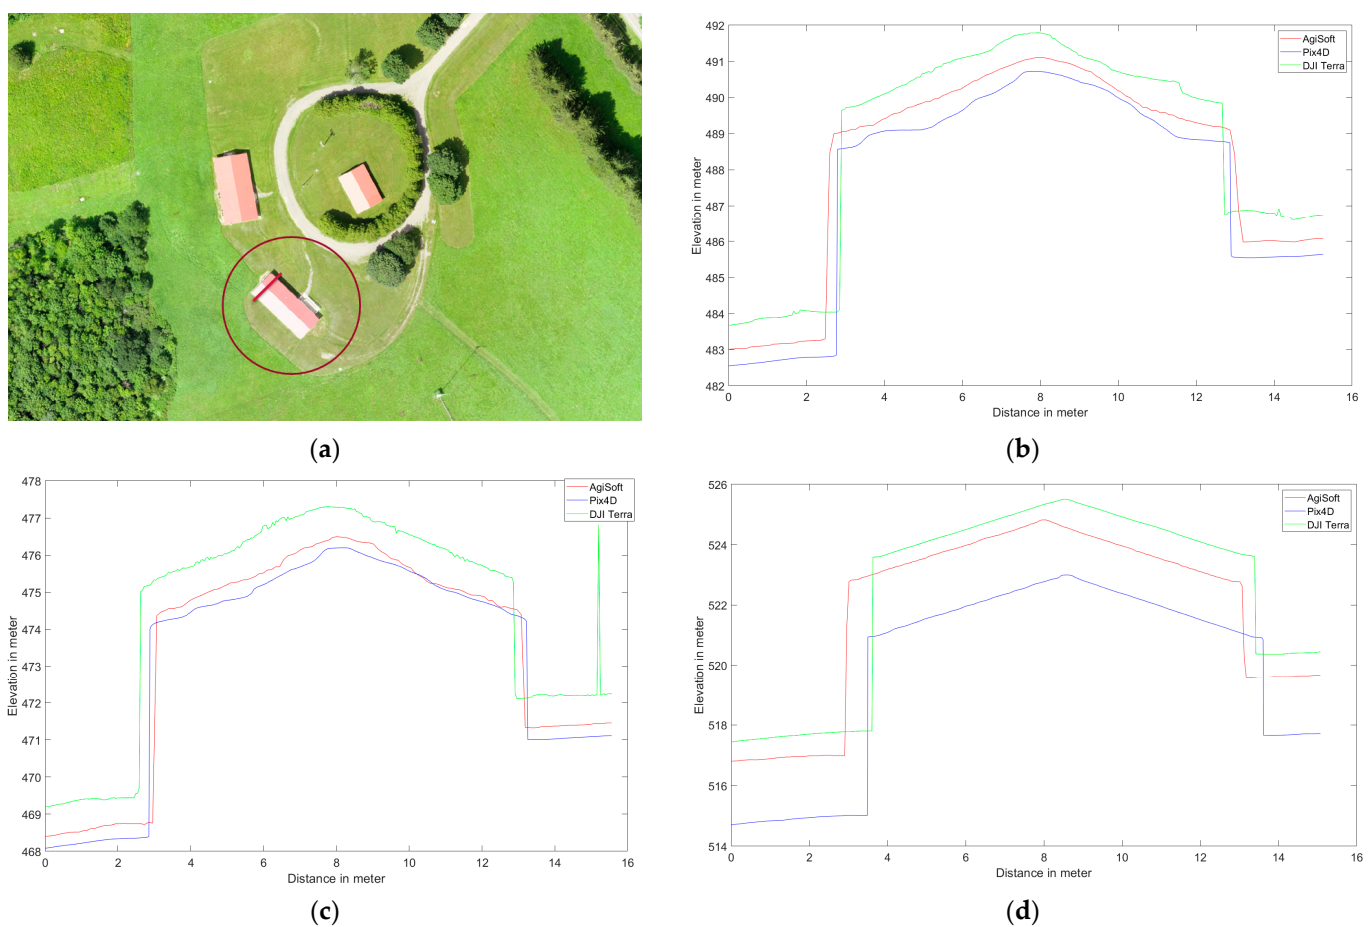 492
491
490
489
488
487
486
485
484
483
482
Elevation in meter
AgiSoft
Pix4D
DJI Terra
0 2 4 6 8 10 12 14 16
Distance in meter
(a)
(b)
478
477
476
475
474
473
472
471
470
469
468
Elevation in meter
AgiSoft
Pix4D
DJI Terra
0 2 4 6 8 10 12 14 16
Distance in meter
526
524
522
520
518
516
514
Elevation in meter
AgiSoft
Pix4D
DJI Terra
0 2 4 6 8 10 12 14 16
Distance in meter
(c)
(d)